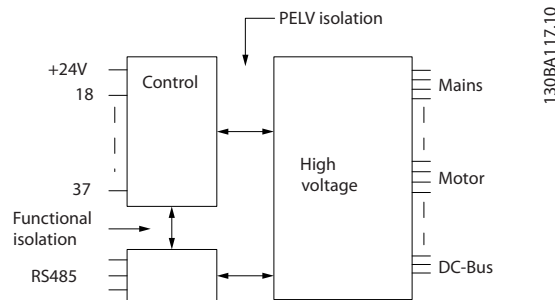 PELV isolation
130BA117.10
+24V
Control
Mains
18
High
voltage
Motor
37
Functional
isolation
RS485
DC-Bus